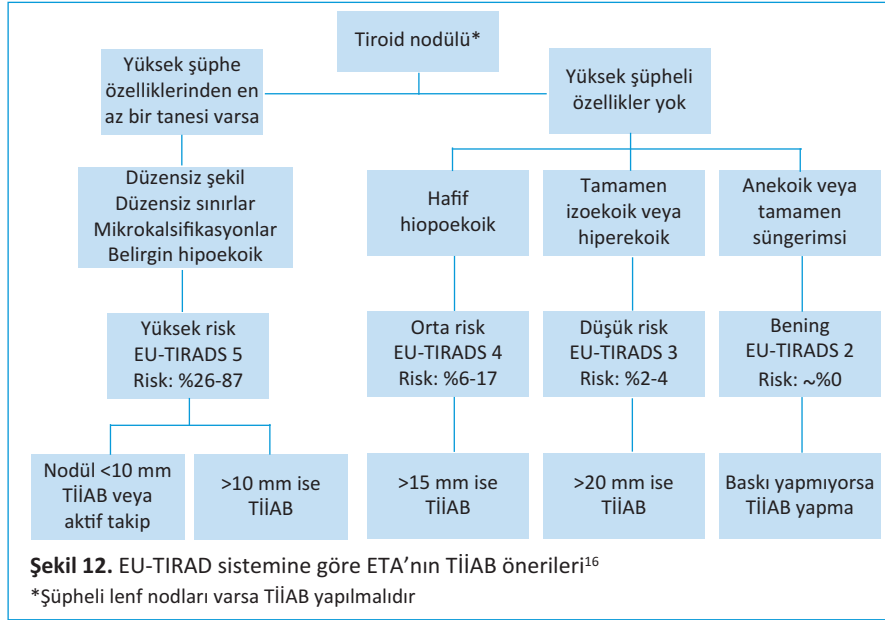 Tiroid nodülü*
Yüksek şüphe
özelliklerinden en
az bir tanesi varsa
Yüksek şüpheli
özellikler yok
Düzensiz şekil
Düzensiz sınırlar
Mikrokalsifikasyonlar
Belirgin hipoekoik
Hafif
hiopoekoik
Tamamen
izoekoik veya
hiperekoik
Anekoik veya
tamamen
süngerimsi
Yüksek risk
EU-TIRADS 5
Risk: %26-87
Orta risk
EU-TIRADS 4
Risk: %6-17
Düşük risk
EU-TIRADS 3
Risk: %2-4
Bening
EU-TIRADS 2
Risk: ~%0
Nodül <10 mm
TİİAB veya
aktif takip
>10 mm ise
TİİAB
>15 mm ise
TİİAB
>20 mm ise
TİİAB
Baskı yapmıyorsa
TİİAB yapma
Şekil 12. EU-TIRAD sistemine göre ETA’nın TİİAB önerileri¹⁶
*Şüpheli lenf nodları varsa TİİAB yapılmalıdır